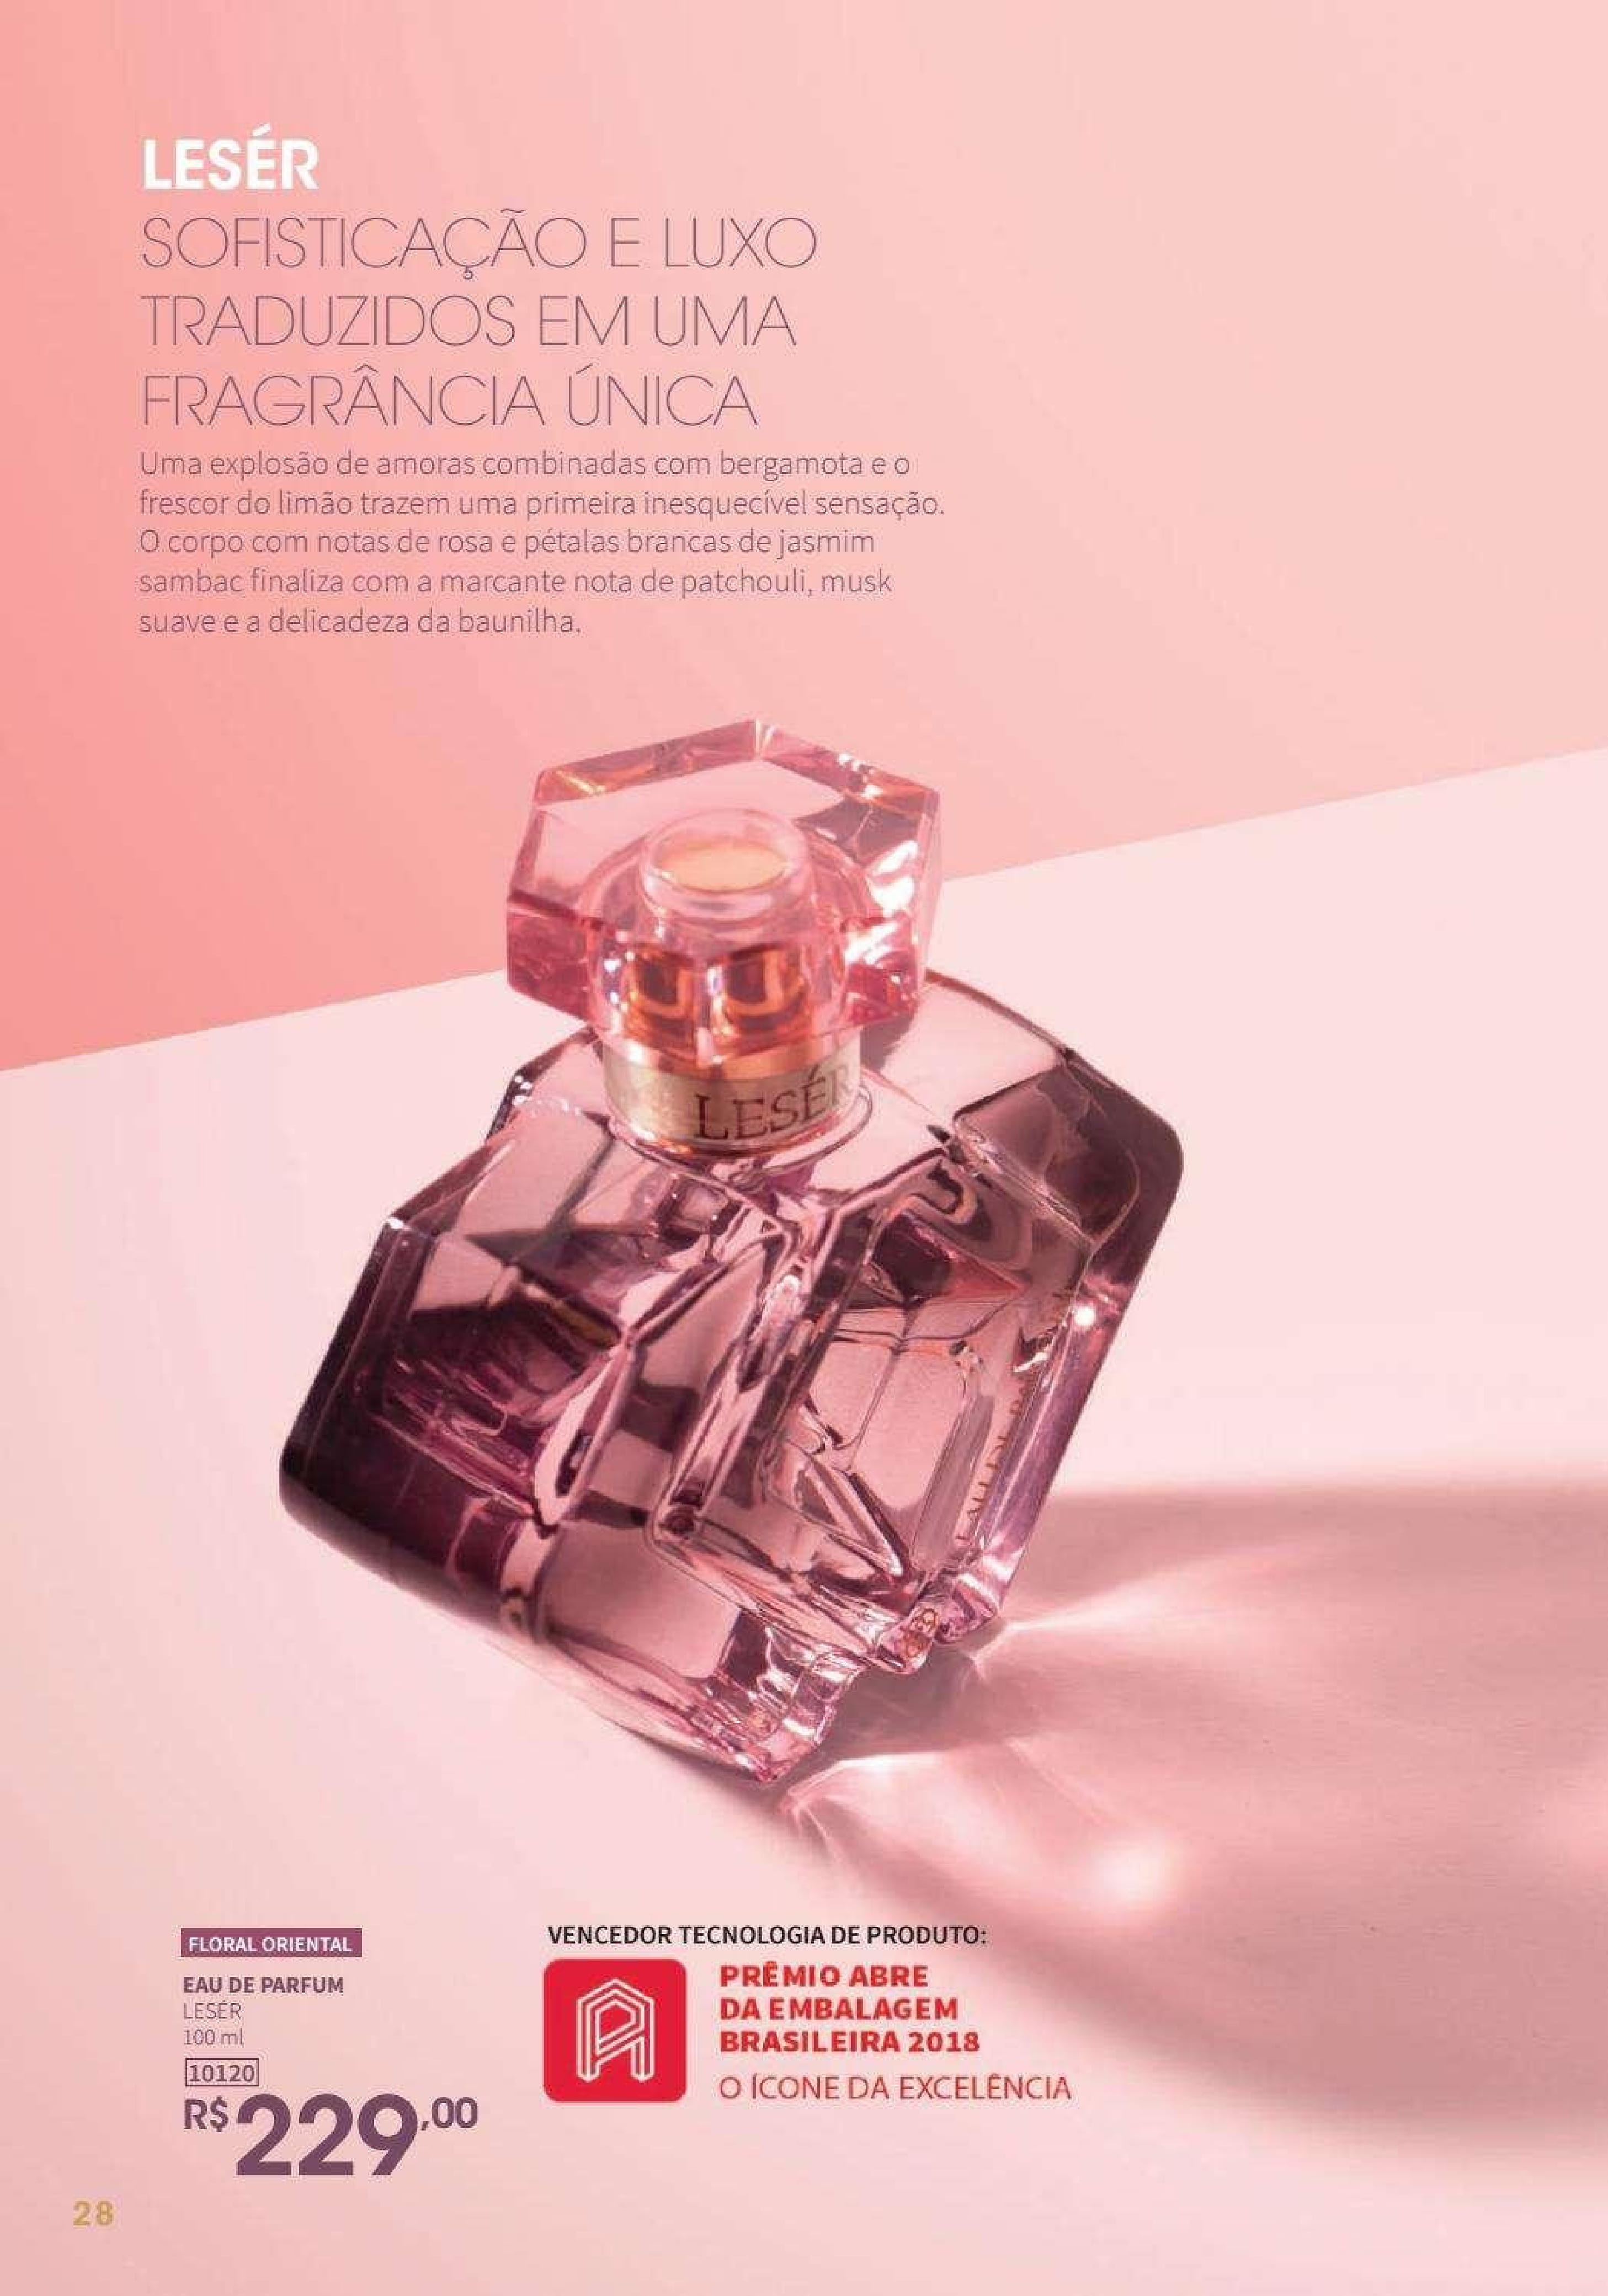 LESÉR
SOFISTICAÇÃO E LUXO
TRADUZIDOS EM UMA
FRAGRÂNCIA ÚNICA
Uma explosão de amoras combinadas com bergamota e o
frescor do limão trazem uma primeira inesquecível sensação.
O corpo com notas de rosa e pétalas brancas de jasmim
sambac finaliza com a marcante nota de patchouli, musk
suave e a delicadeza da baunilha.
LESÉR
EAU DE
FLORAL ORIENTAL
EAU DE PARFUM
LESÉR
100 ml
10120
R$229,00
VENCEDOR TECNOLOGIA DE PRODUTO:
PRÊMIO ABRE
DA EMBALAGEM
BRASILEIRA 2018
O ÍCONE DA EXCELÊNCIA
28